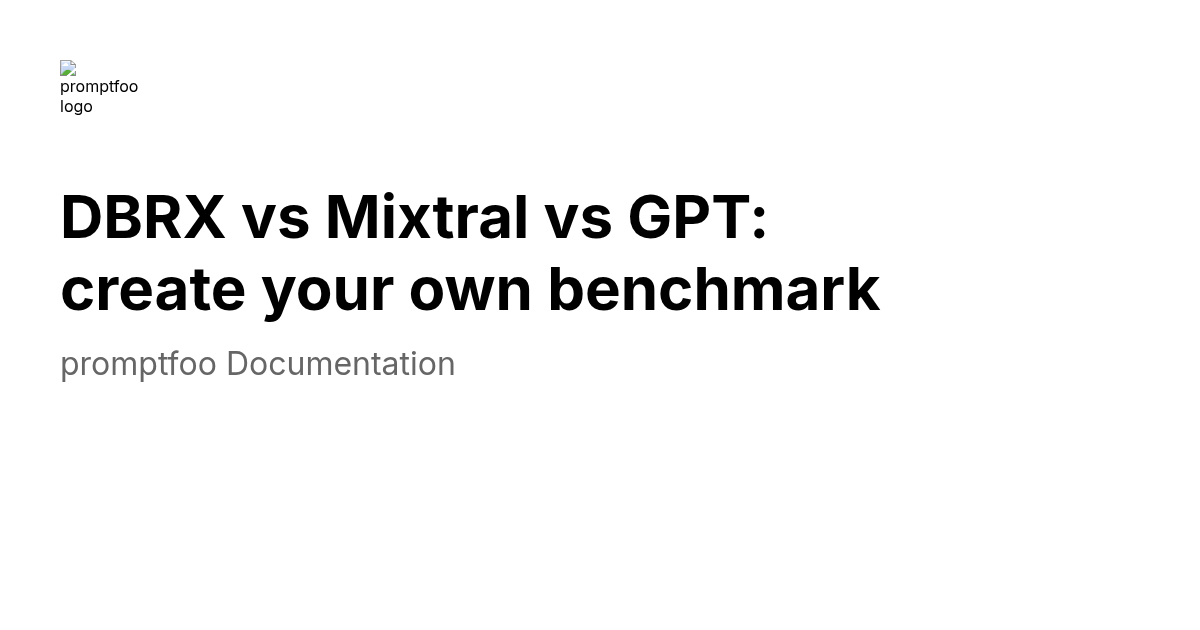 promptfoo
logo
DBRX vs Mixtral vs GPT:
create your own benchmark
promptfoo Documentation